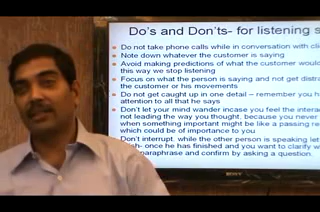 Do's and Don'ts- for listening s
• Do not take phone calls while in conversation with cli
• Note down whatever the customer is saying
• Avoid making predictions of what the customer would
this way we stop listening
• Focus on what the person is saying and not get distra
the customer or his movements
• Do not get caught up in one detail – remember you ha
attention to all that he says
• Don't let your mind wander incase you feel the intera
not leading the way you thought, because you never
when something important might be like a passing re
which could be of importance to you
Don't interrupt, while the other person is speaking let
ish- once he has finished and you want to clarify w
paraphrase and confirm by asking a question.